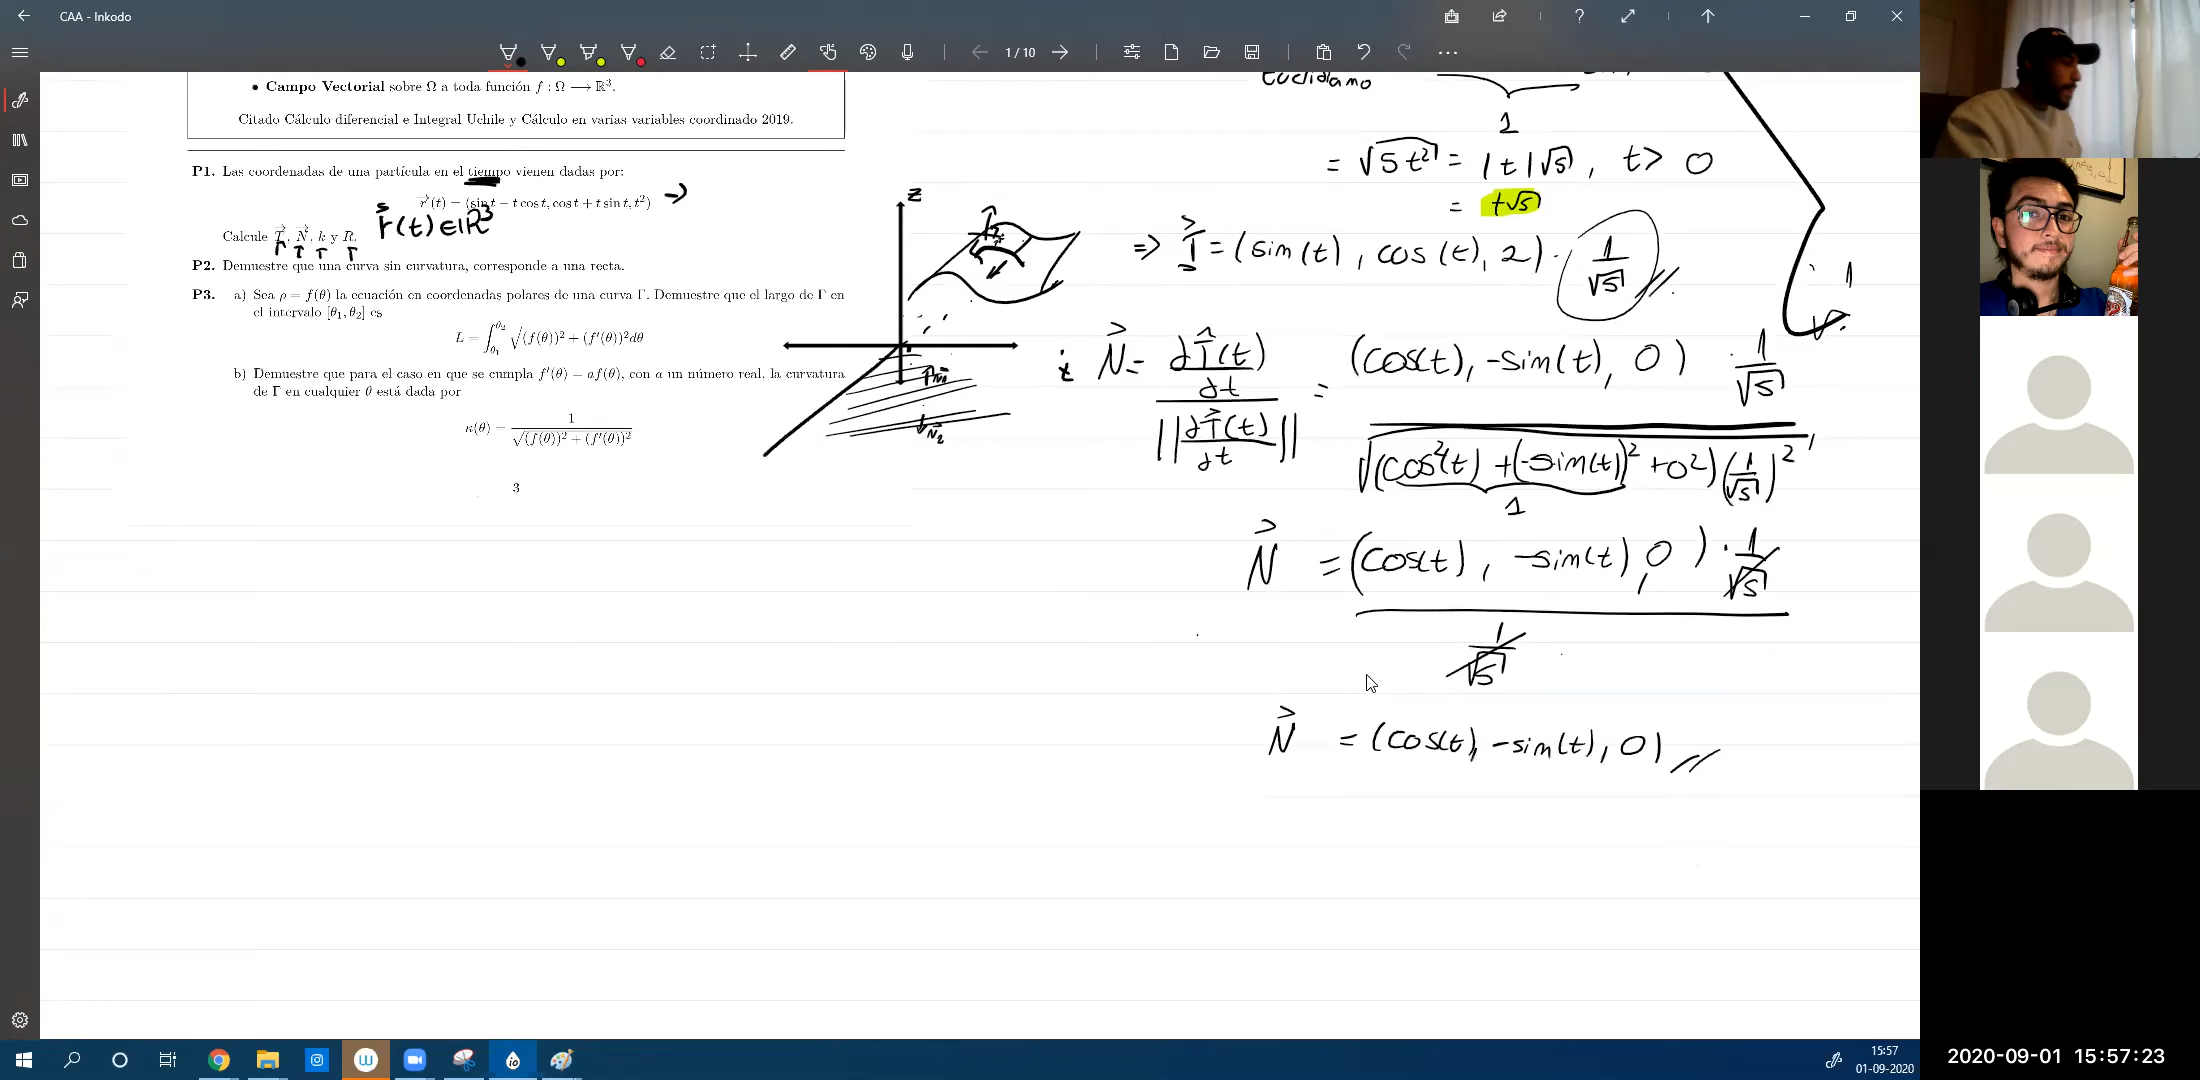 CAA - Inkodo
1 / 10
• Campo Vectorial sobre Ω a toda función f : Ω ⟶ ℝ³.
Citado Cálculo diferencial e Integral Uchile y Cálculo en varias variables coordinado 2019.
P1. Las coordenadas de una partícula en el tiempo vienen dadas por:
r⃗(t) = (sin t − t cos t, cos t + t sin t, t²) →
r⃗(t) ∈ ℝ³
Calcule T⃗, N⃗, k y R.
P2. Demuestre que una curva sin curvatura, corresponde a una recta.
P3. a) Sea ρ = f(θ) la ecuación en coordenadas polares de una curva Γ. Demuestre que el largo de Γ en
el intervalo [θ₁, θ₂] es
L = ∫_{θ₁}^{θ₂} √(f(θ))² + (f′(θ))² dθ
b) Demuestre que para el caso en que se cumpla f′(θ) = af(θ), con a un número real, la curvatura
de Γ en cualquier θ está dada por
κ(θ) = 1 / √(f(θ))² + (f′(θ))²
3
z
N₂
Euclidiano
1
= √5t² = |t|√5, t > 0
= t√5
⇒ T⃗ = (sin(t), cos(t), 2) · 1/√5
N⃗ = (dT⃗(t)/dt) / ||dT⃗(t)/dt|| = (cos(t), -sin(t), 0) · 1/√5 / √(cos²(t) + (-sin(t))² + 0²)(1/√5)²
1
N⃗ = (cos(t), -sin(t), 0) · 1/√5
1/√5
N⃗ = (cos(t), -sin(t), 0)
15:57
01-09-2020
2020-09-01 15:57:23